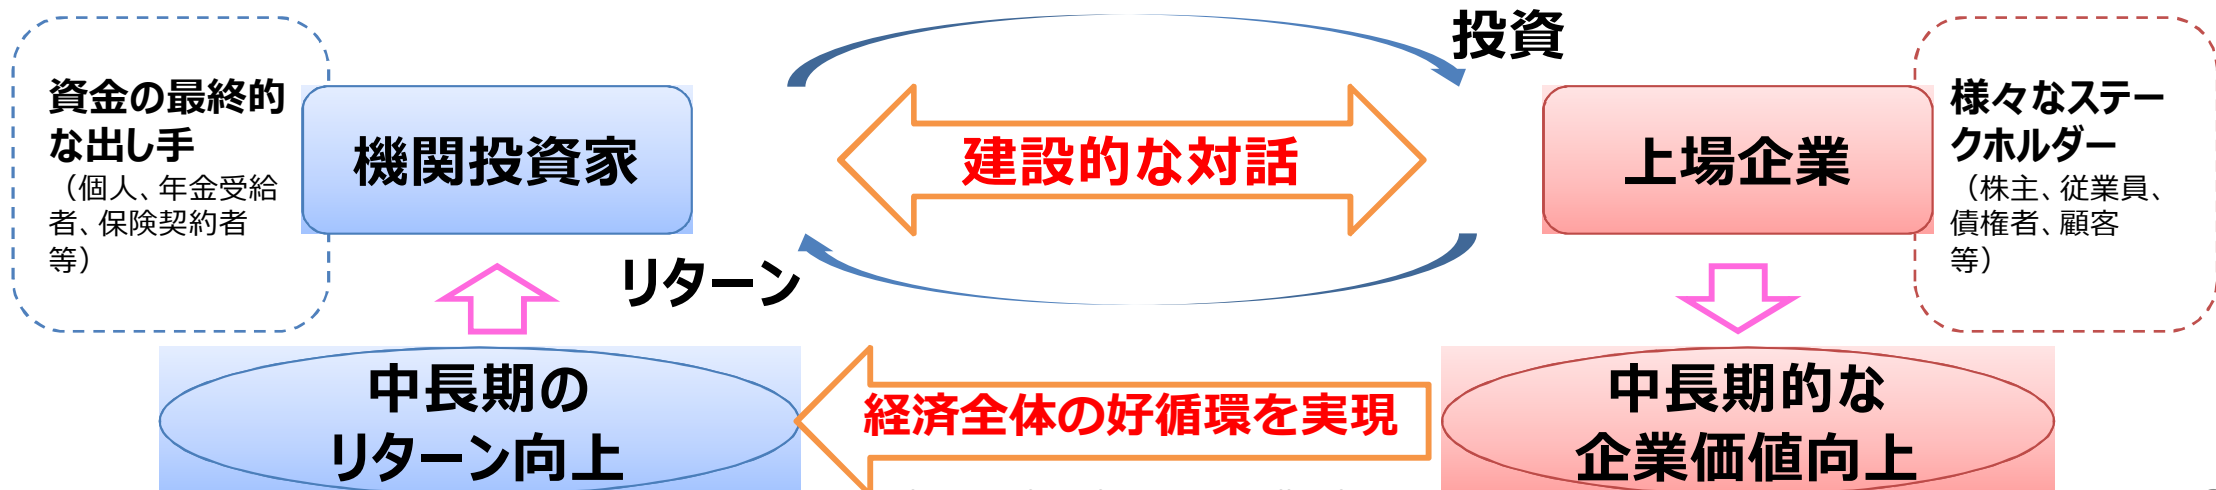 投資
資金の最終的
な出し手
（個人、年金受給
者、保険契約者
等）
機関投資家
建設的な対話
上場企業
様々なステー
クホルダー
（株主、従業員、
債権者、顧客
等）
リターン
中長期の
リターン向上
経済全体の好循環を実現
中長期的な
企業価値向上